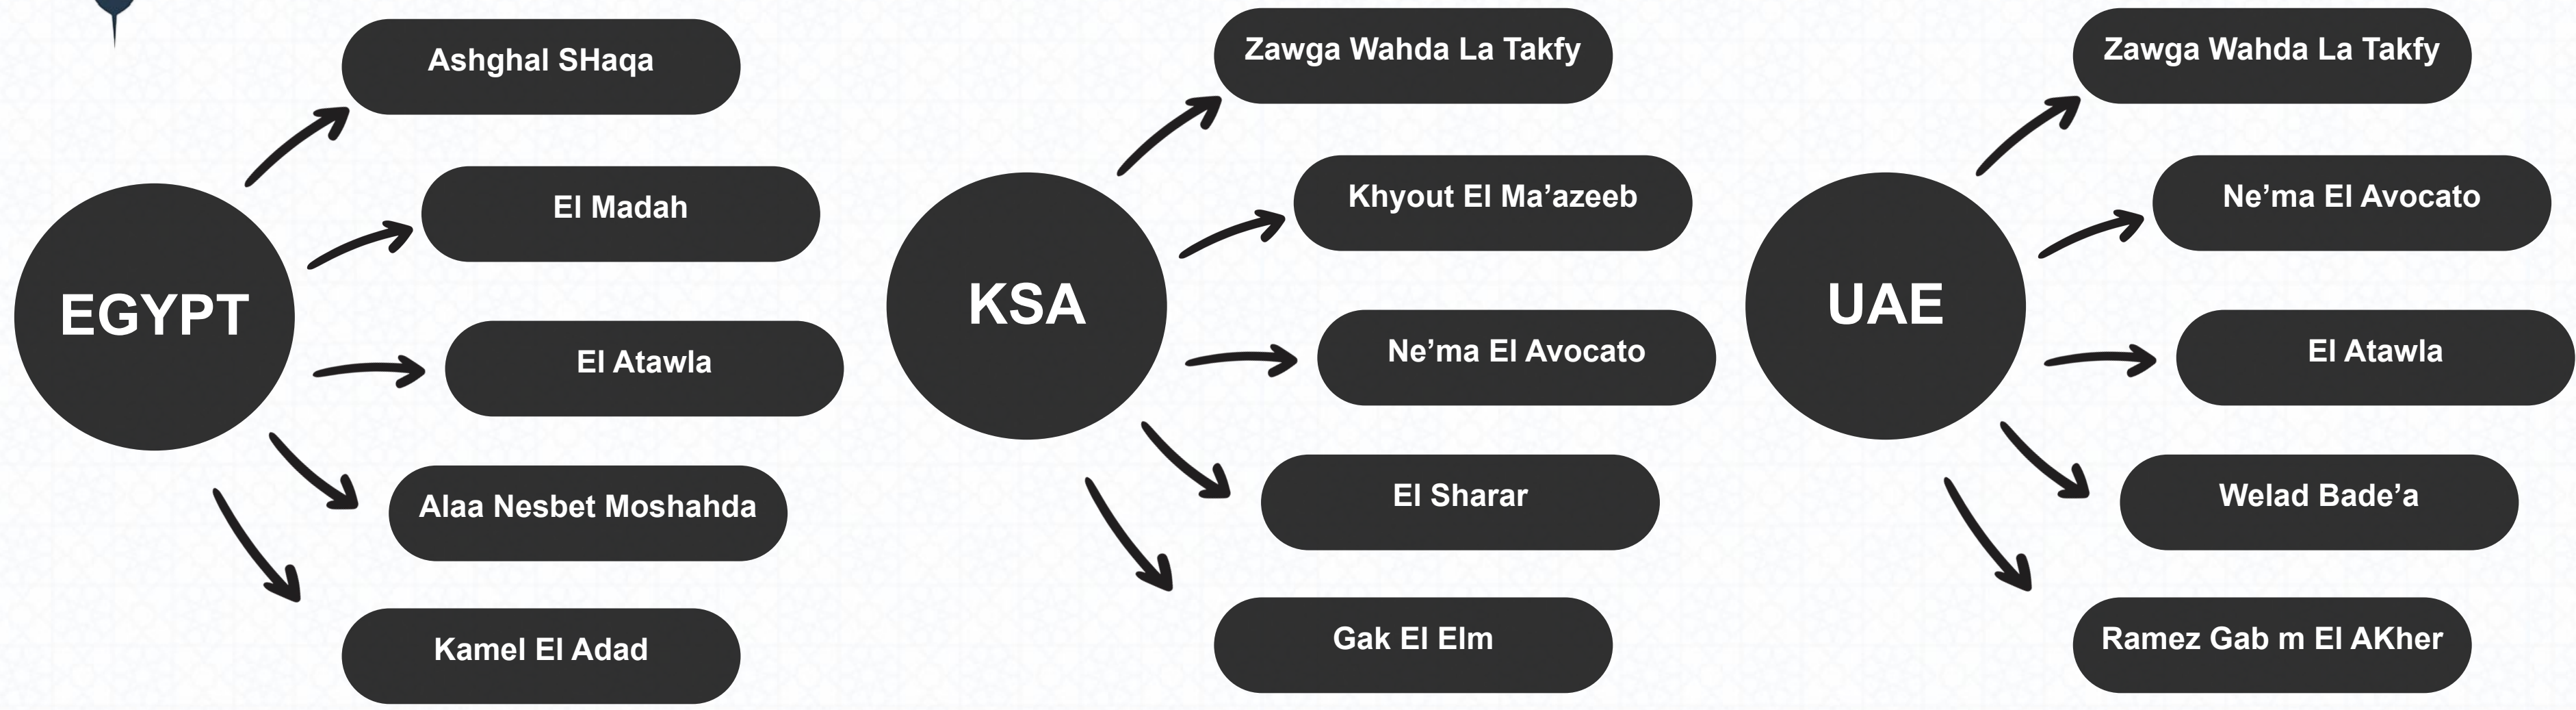 EGYPT
Ashghal SHaqa
El Madah
El Atawla
Alaa Nesbet Moshahda
Kamel El Adad
KSA
Zawga Wahda La Takfy
Khyout El Ma’azeeb
Ne’ma El Avocato
El Sharar
Gak El Elm
UAE
Zawga Wahda La Takfy
Ne’ma El Avocato
El Atawla
Welad Bade’a
Ramez Gab m El AKher